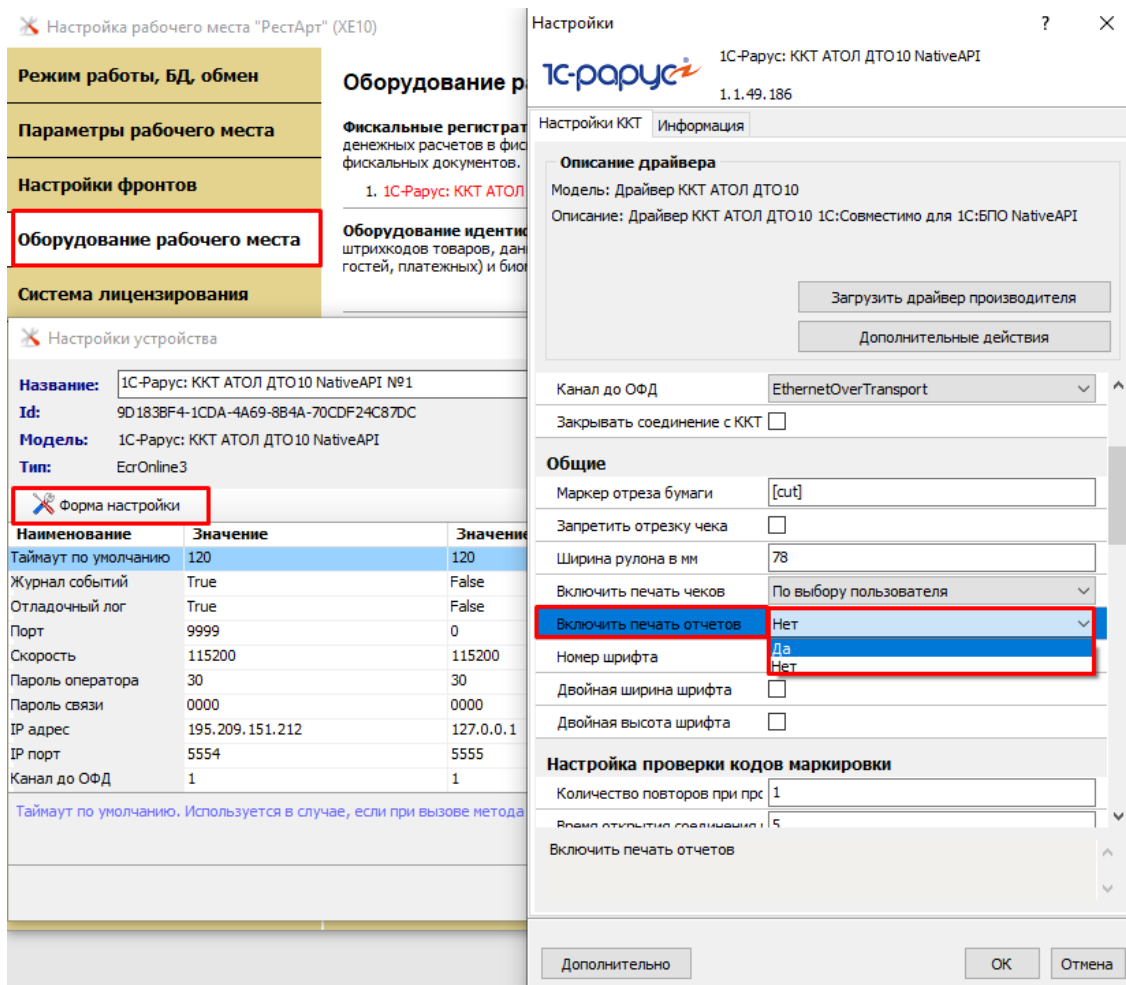 Настройка рабочего места "РестАрт" (XE10)
Режим работы, БД, обмен
Параметры рабочего места
Настройки фронтов
Оборудование рабочего места
Система лицензирования
Оборудование р
Фискальные регистрат
денежных расчетов в фис
фискальных документов.
1. 1С-Рарус: ККТ АТОЛ
Оборудование иденти
штрихкодов товаров, дан
гостей, платежных) и био
Настройки устройства
Название: 1С-Рарус: ККТ АТОЛ ДТО10 NativeAPI №1
Id: 9D183BF4-1CDA-4A69-8B4A-70CDF24C87DC
Модель: 1С-Рарус: ККТ АТОЛ ДТО10 NativeAPI
Тип: EcrOnline3
Форма настройки
Наименование Значение Значение
Таймаут по умолчанию 120 120
Журнал событий True False
Отладочный лог True False
Порт 9999 0
Скорость 115200 115200
Пароль оператора 30 30
Пароль связи 0000 0000
IP адрес 195.209.151.212 127.0.0.1
IP порт 5554 5555
Канал до ОФД 1 1
Таймаут по умолчанию. Используется в случае, если при вызове метода
Настройки ?
1С-рарус
1С-Рарус: ККТ АТОЛ ДТО10 NativeAPI
1.1.49.186
Настройки ККТ Информация
Описание драйвера
Модель: Драйвер ККТ АТОЛ ДТО10
Описание: Драйвер ККТ АТОЛ ДТО10 1С:Совместимо для 1С:БПО NativeAPI
Загрузить драйвер производителя
Дополнительные действия
Канал до ОФД EthernetOverTransport
Закрывать соединение с ККТ
Общие
Маркер отреза бумаги [cut]
Запретить отрезку чека
Ширина рулона в мм 78
Включить печать чеков По выбору пользователя
Включить печать отчетов Нет
Да
Номер шрифта
Нет
Двойная ширина шрифта
Двойная высота шрифта
Настройка проверки кодов маркировки
Количество повторов при про 1
Время открытия соединения 5
Включить печать отчетов
Дополнительно ОК Отмена